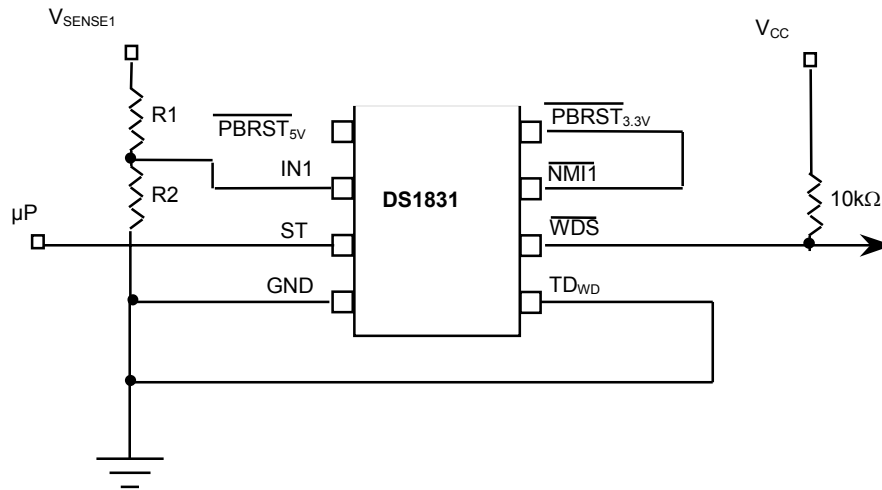 VSENSE1
VCC
R1
PBRST5V
PBRST3.3V
IN1
NMI1
R2
DS1831
10kΩ
µP
ST
WDS
GND
TDWD